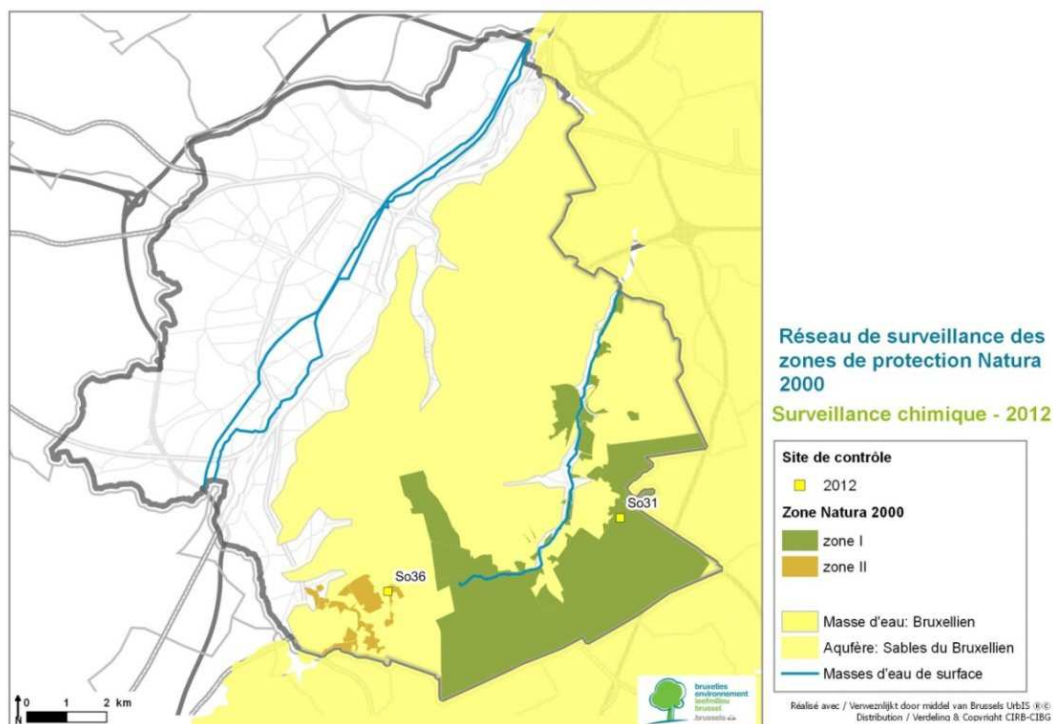 Réseau de surveillance des
zones de protection Natura
2000
Surveillance chimique - 2012
Site de contrôle
2012
Zone Natura 2000
zone I
zone II
Masse d'eau: Bruxellien
Aqufère: Sables du Bruxellien
Masses d'eau de surface
So31
So36
N
0 1 2 km
bruxelles
environnement
leefmilieu
brussel
.brussels
Réalisé avec / Verwezenlijkt door middel van Brussels UrbIS ®©
Distribution / Verdeling & Copyright CIRB-CIBG